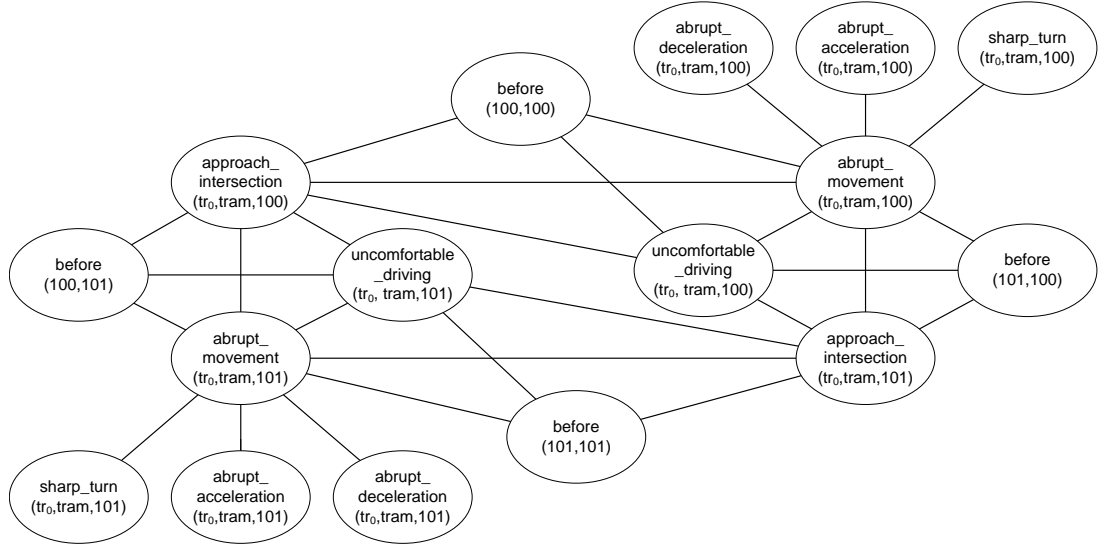 abrupt_
deceleration
(tr₀,tram,100)
abrupt_
acceleration
(tr₀,tram,100)
sharp_turn
(tr₀,tram,100)
before
(100,100)
approach_
intersection
(tr₀,tram,100)
abrupt_
movement
(tr₀,tram,100)
before
(100,101)
uncomfortable
_driving
(tr₀, tram,101)
uncomfortable
_driving
(tr₀, tram,100)
before
(101,100)
abrupt_
movement
(tr₀,tram,101)
approach_
intersection
(tr₀,tram,101)
before
(101,101)
sharp_turn
(tr₀,tram,101)
abrupt_
acceleration
(tr₀,tram,101)
abrupt_
deceleration
(tr₀,tram,101)